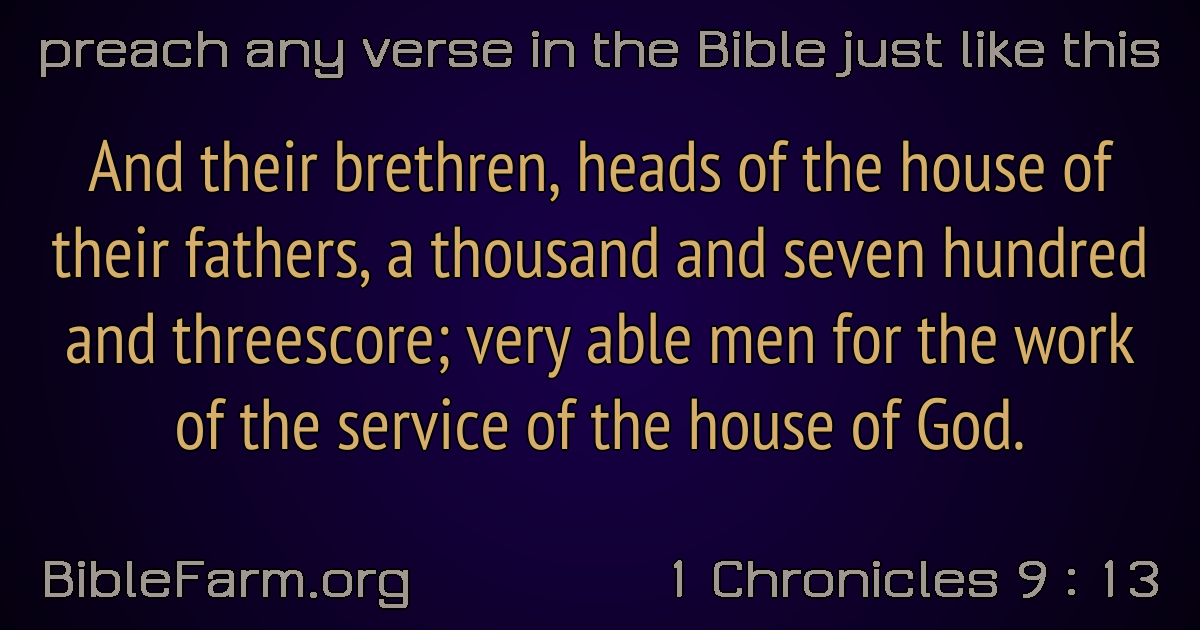 preach any verse in the Bible just like this
And their brethren, heads of the house of
their fathers, a thousand and seven hundred
and threescore; very able men for the work
of the service of the house of God.
BibleFarm.org
1 Chronicles 9 : 13